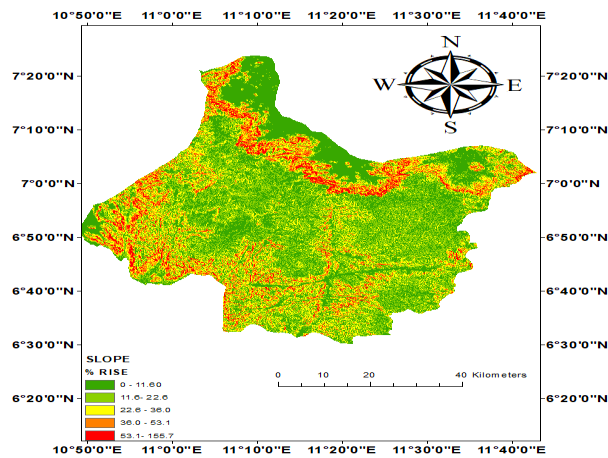 10°50'0"E 11°0'0"E 11°10'0"E 11°20'0"E 11°30'0"E 11°40'0"E
7°20'0"N
7°10'0"N
7°0'0"N
6°50'0"N
6°40'0"N
6°30'0"N
6°20'0"N
N
W E
S
7°20'0"N
7°10'0"N
7°0'0"N
6°50'0"N
6°40'0"N
6°30'0"N
6°20'0"N
SLOPE
% RISE
0 - 11.60
11.6- 22.6
22.6 - 36.0
36.0 - 53.1
53.1- 155.7
0 10 20 40 Kilometers
10°50'0"E 11°0'0"E 11°10'0"E 11°20'0"E 11°30'0"E 11°40'0"E